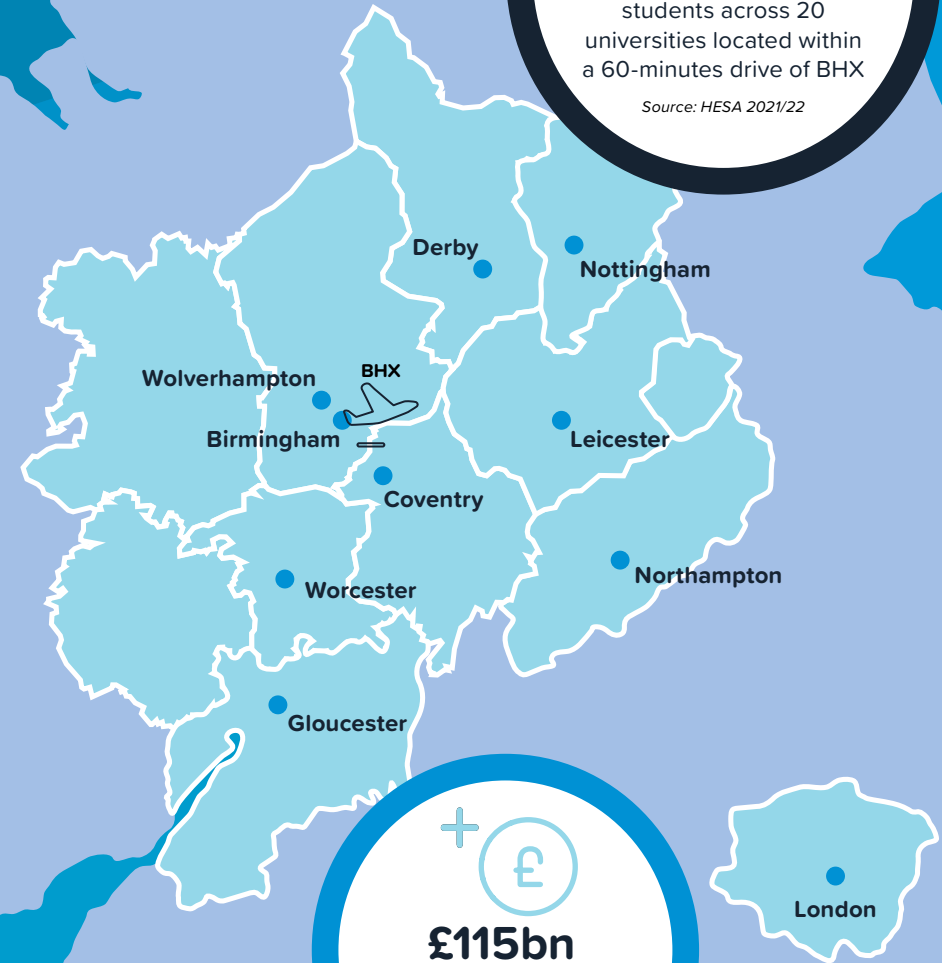 students across 20
universities located within
a 60-minutes drive of BHX
Source: HESA 2021/22
Derby
Nottingham
BHX
Wolverhampton
Birmingham
Leicester
Coventry
Northampton
Worcester
Gloucester
+
£
£115bn
London